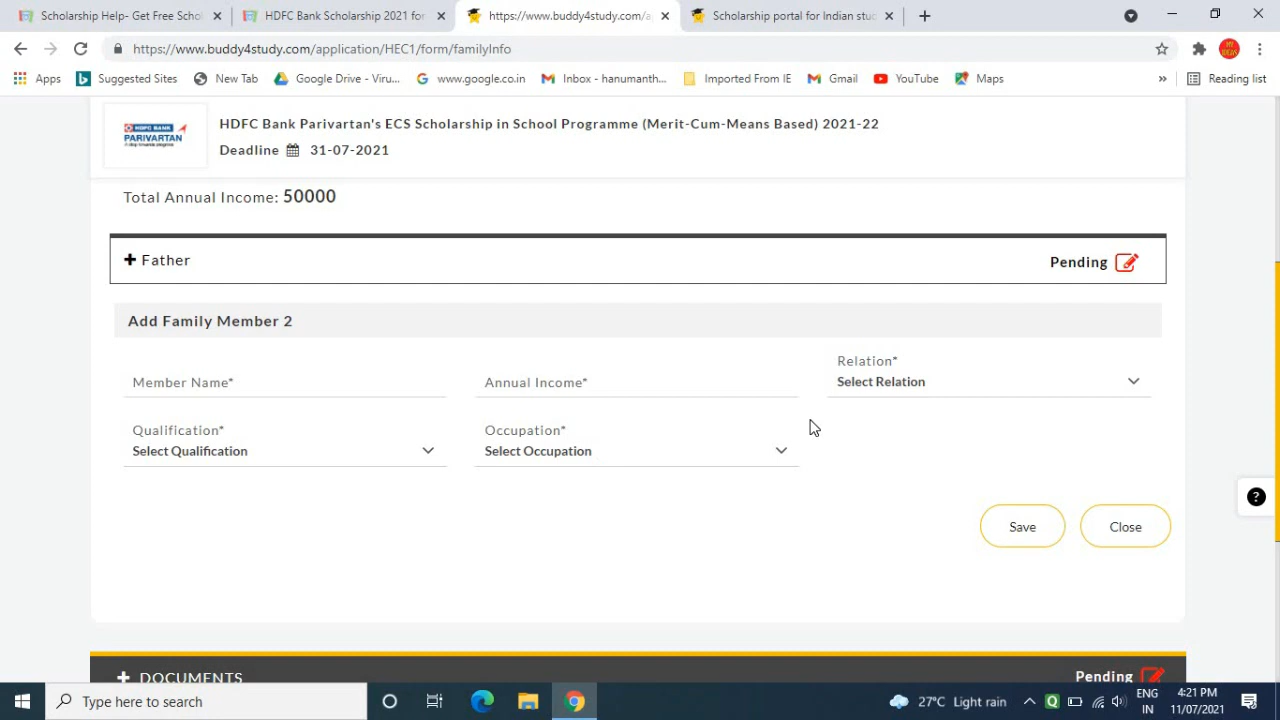 Scholarship Help- Get Free Scho
HDFC Bank Scholarship 2021 for
https://www.buddy4study.com/a
Scholarship portal for Indian stu
https://www.buddy4study.com/application/HEC1/form/familyInfo
Apps
Suggested Sites
New Tab
Google Drive - Viru...
www.google.co.in
Inbox - hanumanth...
Imported From IE
Gmail
YouTube
Maps
»
Reading list
HDFC BANK
PARIVARTAN
HDFC Bank Parivartan's ECS Scholarship in School Programme (Merit-Cum-Means Based) 2021-22
Deadline 31-07-2021
Total Annual Income: 50000
Father
Pending
Add Family Member 2
Member Name*
Annual Income*
Relation*
Select Relation
Qualification*
Select Qualification
Occupation*
Select Occupation
?
Save
Close
DOCUMENTS
Pending
Type here to search
27°C Light rain
ENG
IN
4:21 PM
11/07/2021